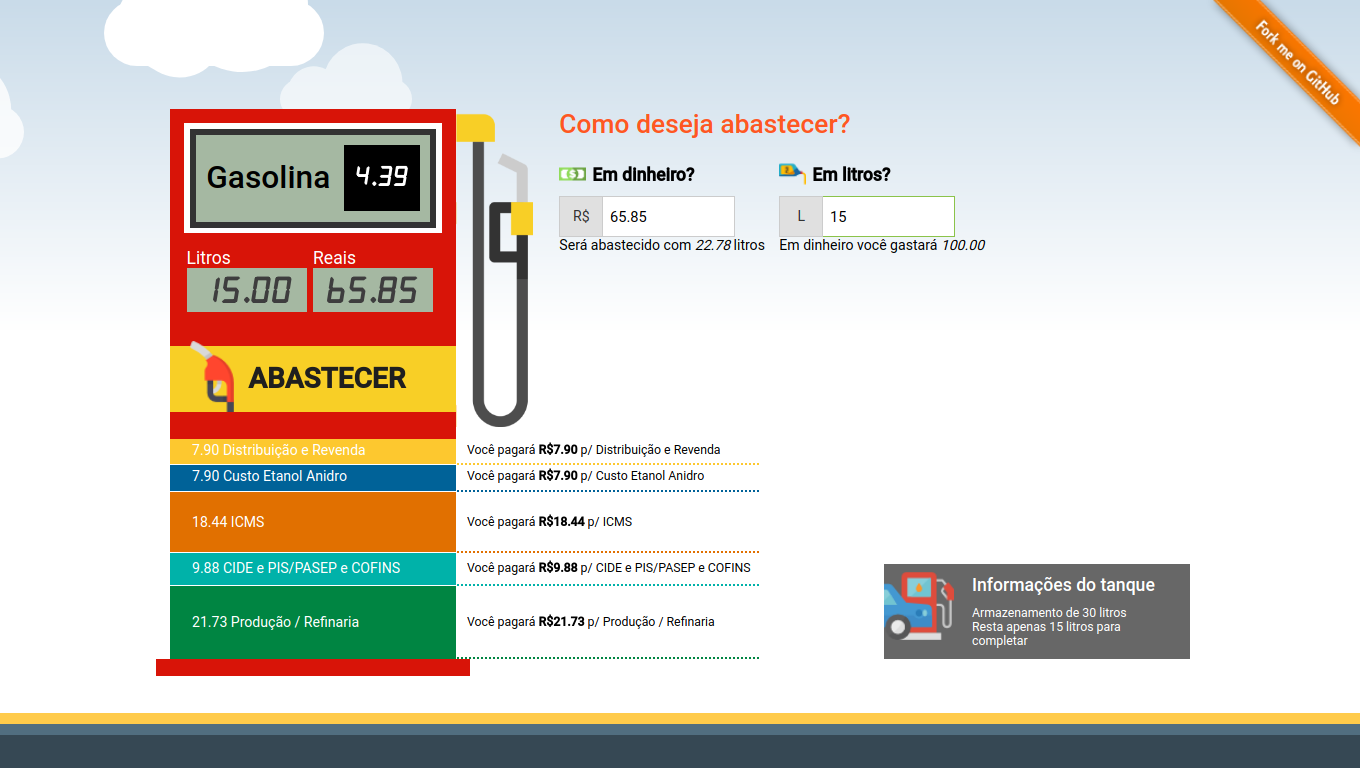 Fork me on GitHub
Gasolina 4.39
Litros Reais
15.00 65.85
ABASTECER
Como deseja abastecer?
Em dinheiro? Em litros?
R$ 65.85 L 15
Será abastecido com 22.78 litros Em dinheiro você gastará 100.00
7.90 Distribuição e Revenda Você pagará R$7.90 p/ Distribuição e Revenda
7.90 Custo Etanol Anidro Você pagará R$7.90 p/ Custo Etanol Anidro
18.44 ICMS Você pagará R$18.44 p/ ICMS
9.88 CIDE e PIS/PASEP e COFINS Você pagará R$9.88 p/ CIDE e PIS/PASEP e COFINS
21.73 Produção / Refinaria Você pagará R$21.73 p/ Produção / Refinaria
Informações do tanque
Armazenamento de 30 litros
Resta apenas 15 litros para
completar